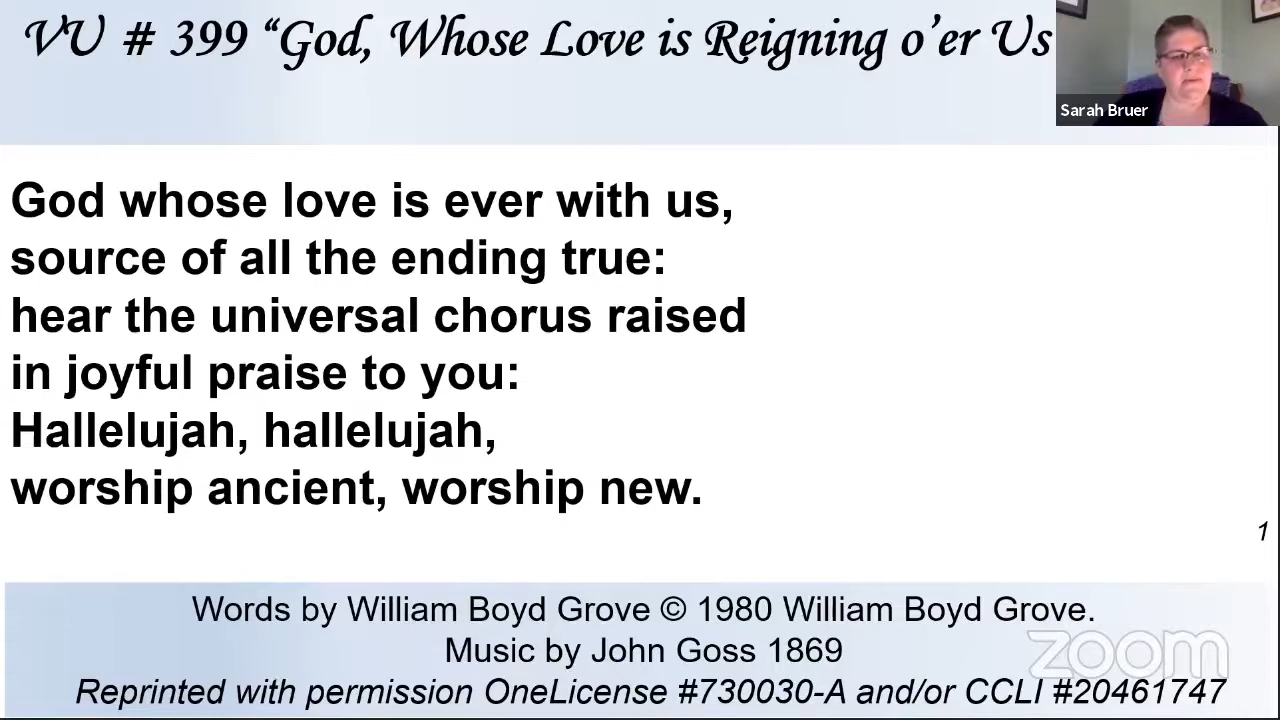 VU # 399 “God, Whose Love is Reigning o’er Us
Sarah Bruer
God whose love is ever with us,
source of all the ending true:
hear the universal chorus raised
in joyful praise to you:
Hallelujah, hallelujah,
worship ancient, worship new.
1
Words by William Boyd Grove © 1980 William Boyd Grove.
Music by John Goss 1869
Reprinted with permission OneLicense #730030-A and/or CCLI #20461747
zoom